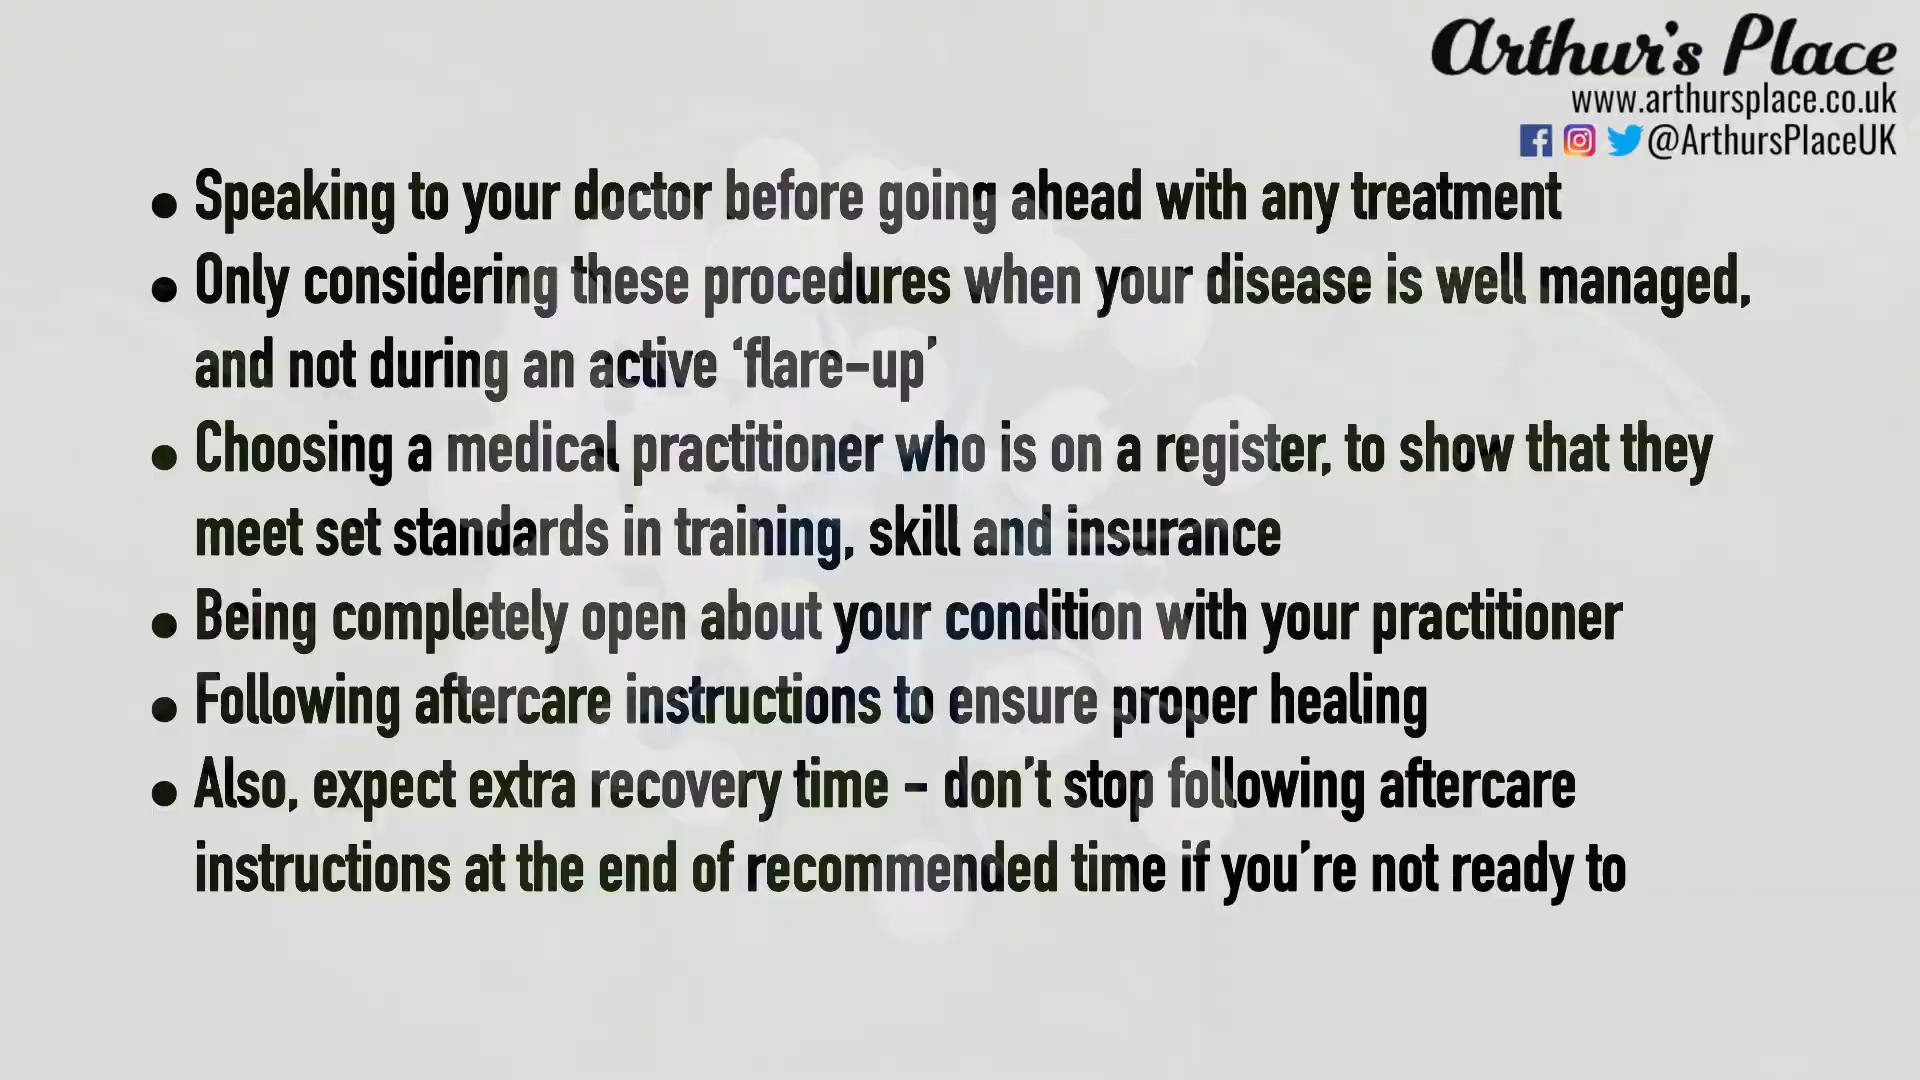 Arthur's Place
www.arthursplace.co.uk
@ArthursPlaceUK
• Speaking to your doctor before going ahead with any treatment
• Only considering these procedures when your disease is well managed,
and not during an active ‘flare-up’
• Choosing a medical practitioner who is on a register, to show that they
meet set standards in training, skill and insurance
• Being completely open about your condition with your practitioner
• Following aftercare instructions to ensure proper healing
• Also, expect extra recovery time - don't stop following aftercare
instructions at the end of recommended time if you're not ready to